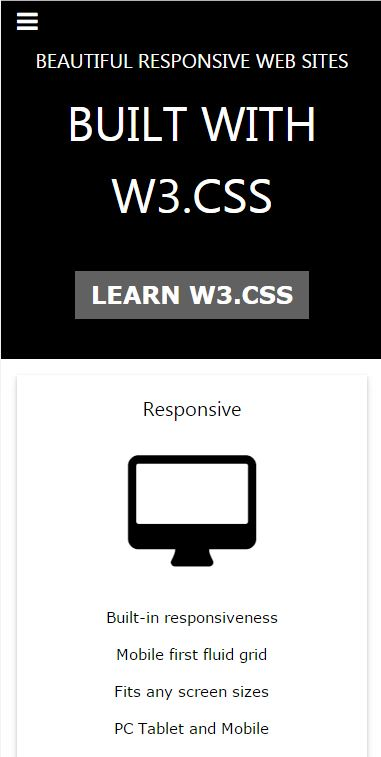 BEAUTIFUL RESPONSIVE WEB SITES
BUILT WITH
W3.CSS
LEARN W3.CSS
Responsive
Built-in responsiveness
Mobile first fluid grid
Fits any screen sizes
PC Tablet and Mobile